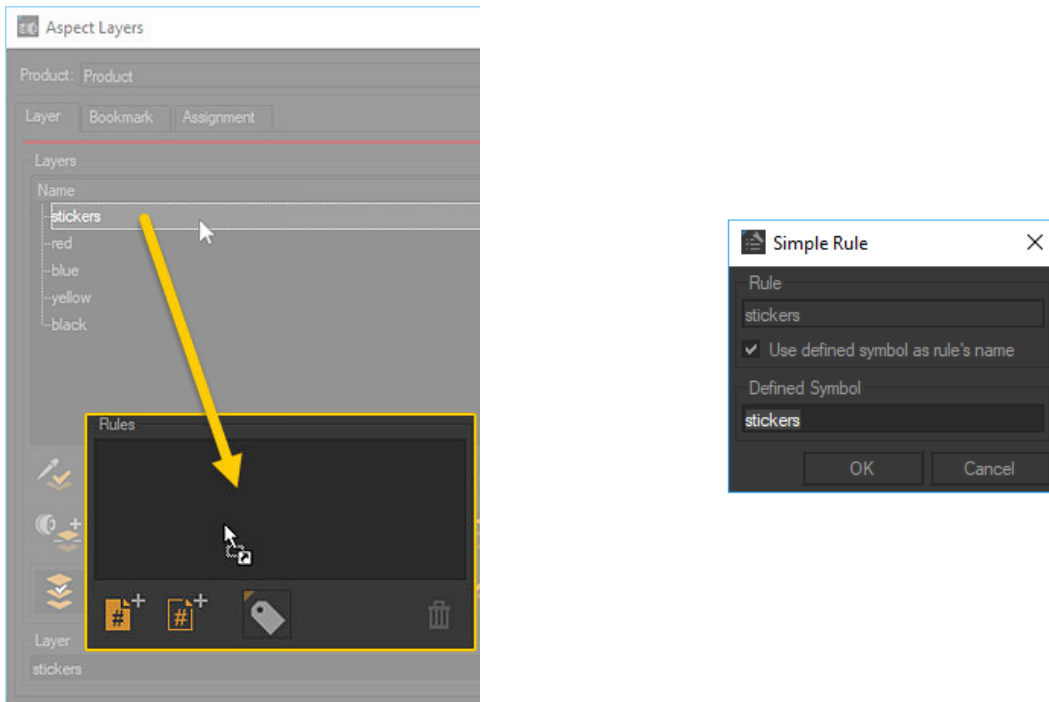 Aspect Layers
Product: Product
Layer Bookmark Assignment
Layers
Name
stickers
red
blue
yellow
black
Rules
# #
Layer
stickers
Simple Rule
Rule
stickers
Use defined symbol as rule's name
Defined Symbol
stickers
OK Cancel